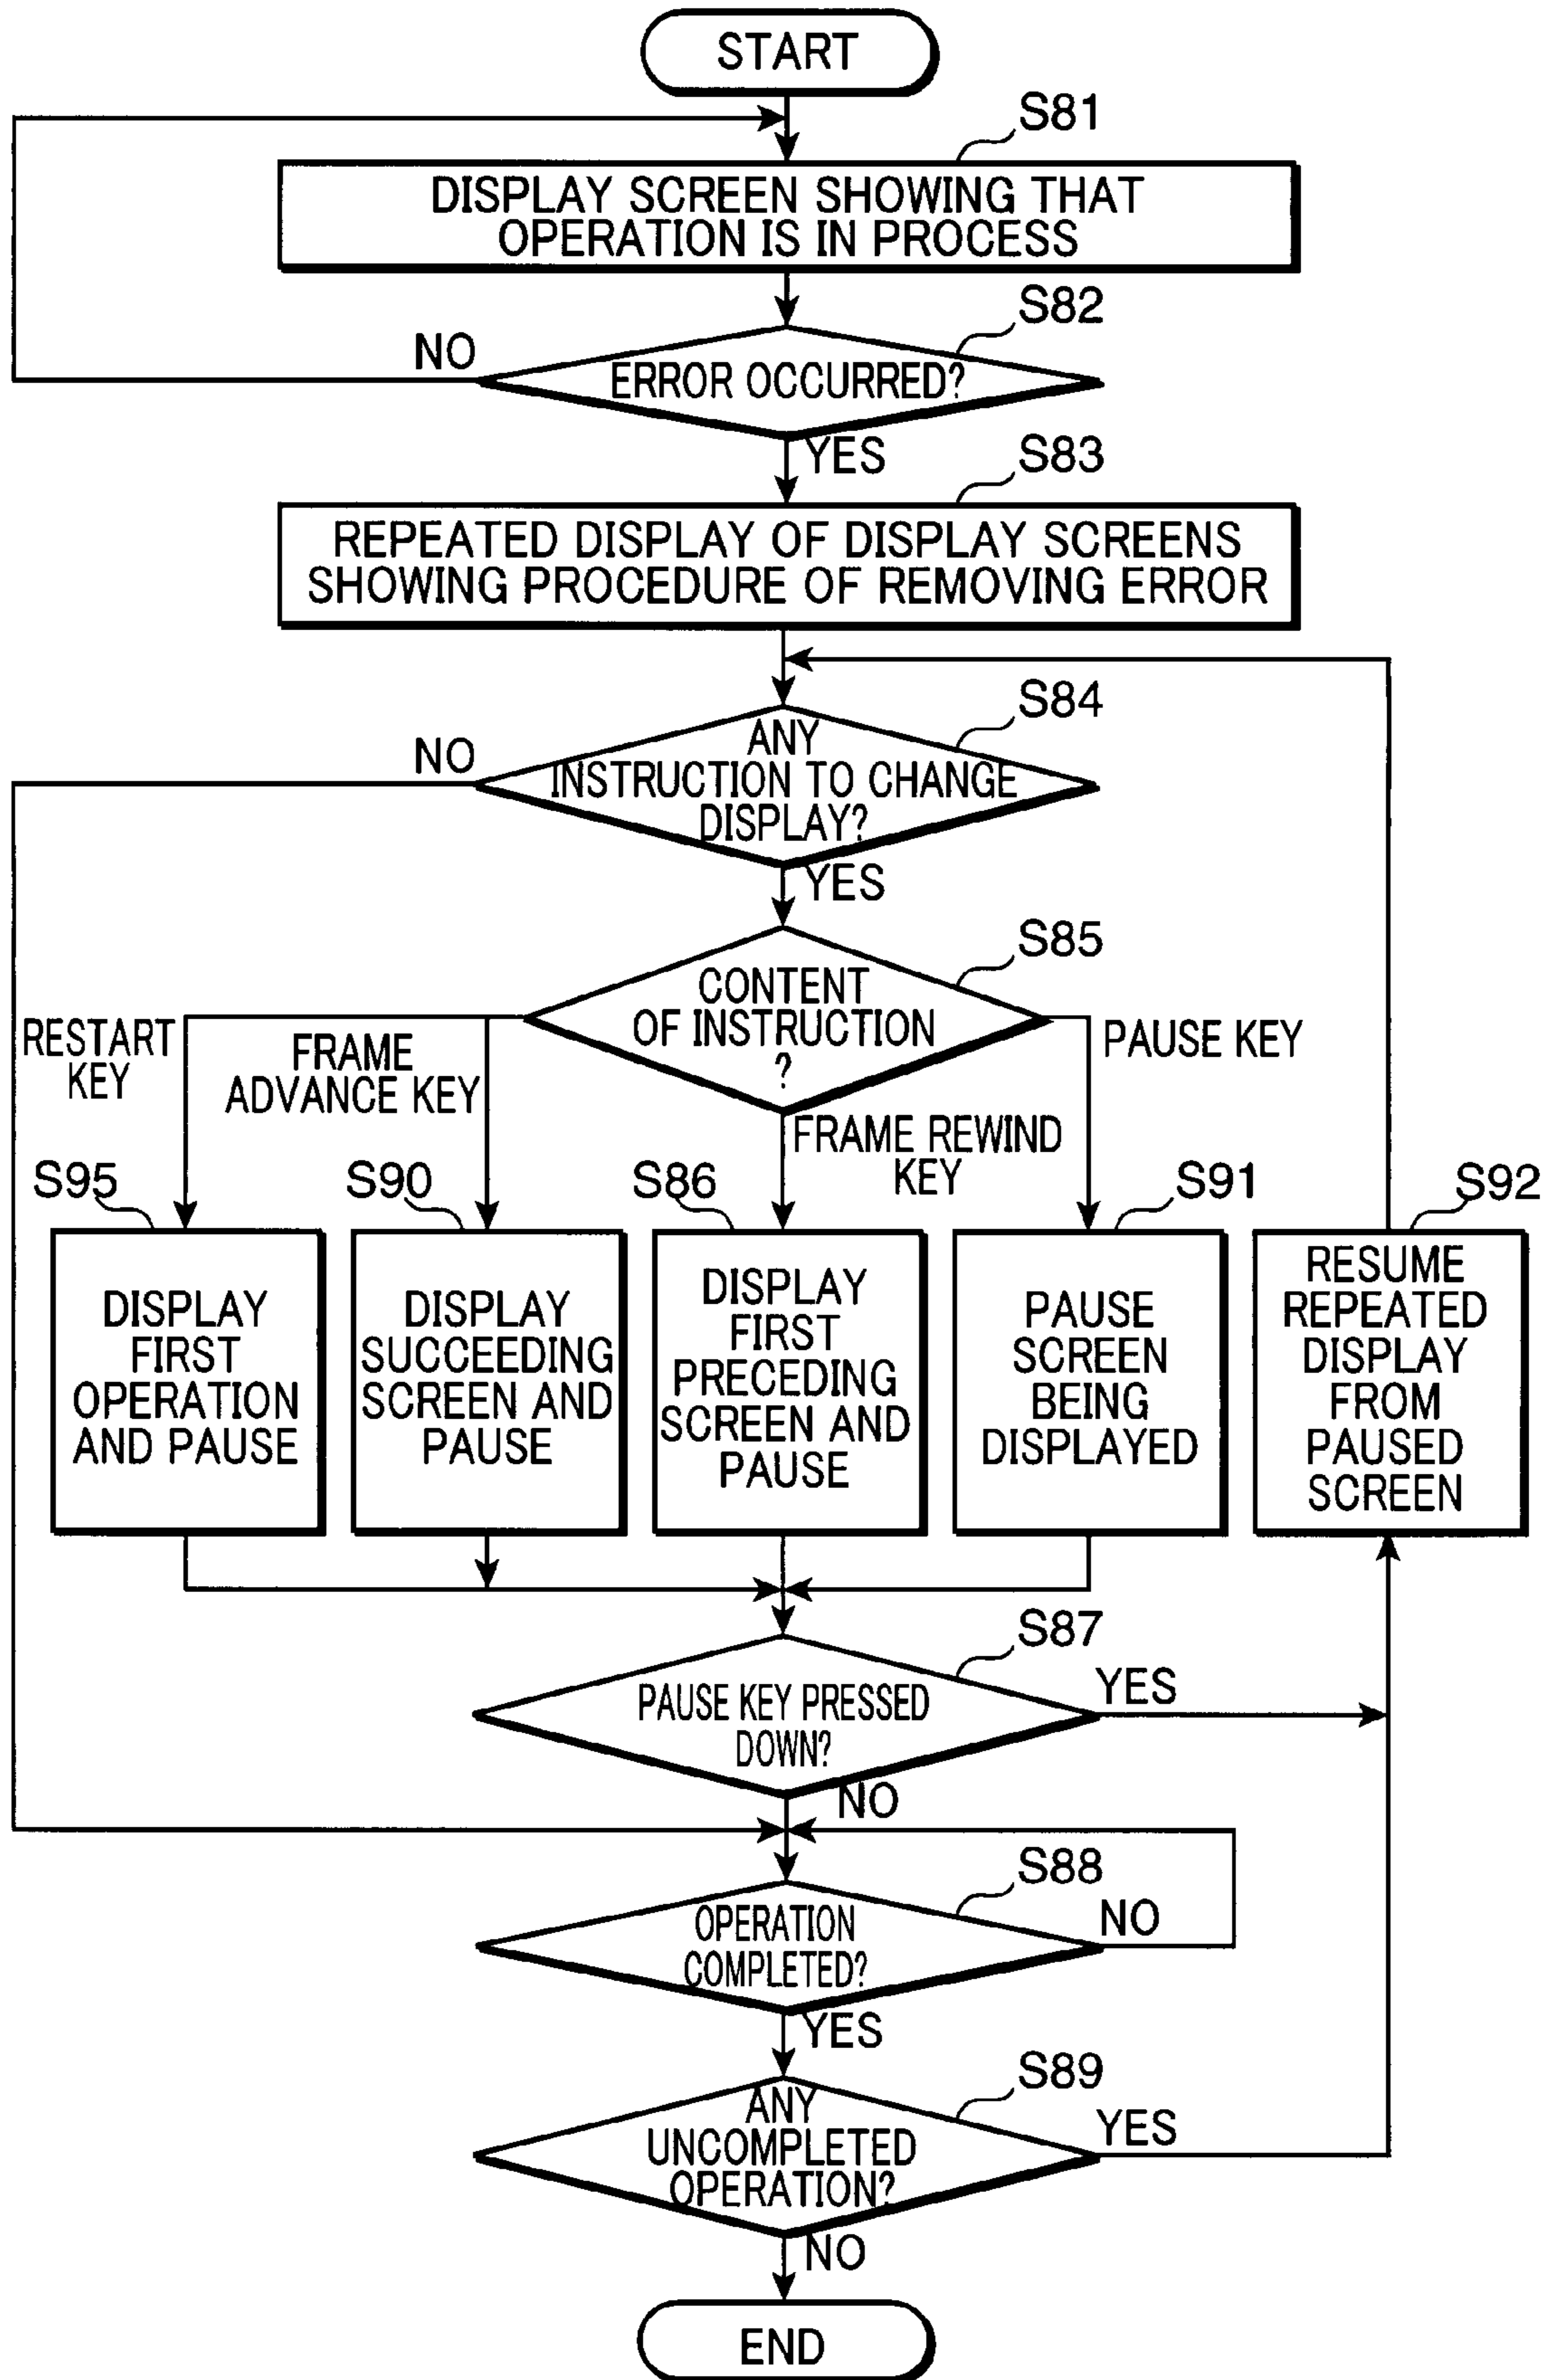 START
S81
DISPLAY SCREEN SHOWING THAT
OPERATION IS IN PROCESS
S82
NO
ERROR OCCURRED?
YES
S83
REPEATED DISPLAY OF DISPLAY SCREENS
SHOWING PROCEDURE OF REMOVING ERROR
S84
NO
ANY
INSTRUCTION TO CHANGE
DISPLAY?
YES
S85
CONTENT
OF INSTRUCTION
?
RESTART
KEY
FRAME
ADVANCE KEY
PAUSE KEY
FRAME REWIND
KEY
S95
DISPLAY
FIRST
OPERATION
AND PAUSE
S90
DISPLAY
SUCCEEDING
SCREEN AND
PAUSE
S86
DISPLAY
FIRST
PRECEDING
SCREEN AND
PAUSE
S91
PAUSE
SCREEN
BEING
DISPLAYED
S92
RESUME
REPEATED
DISPLAY
FROM
PAUSED
SCREEN
S87
PAUSE KEY PRESSED
DOWN?
YES
NO
S88
OPERATION
COMPLETED?
NO
YES
S89
ANY
UNCOMPLETED
OPERATION?
YES
NO
END